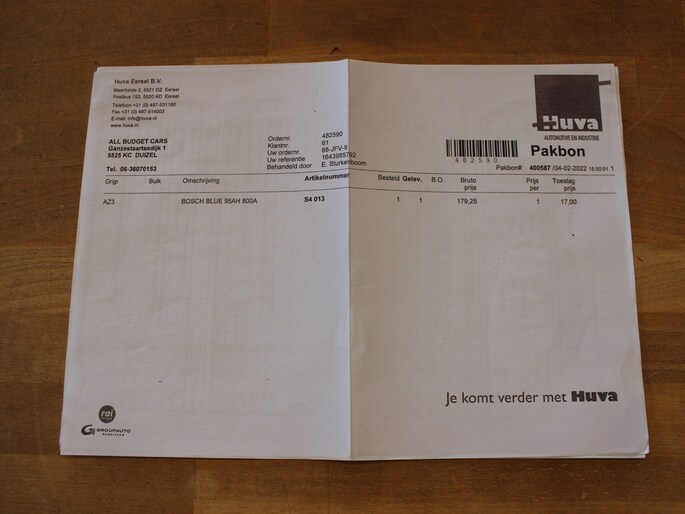 Huva Eersel B.V.
Meerheide 2, 5521 DZ Eersel
Postbus 153, 5520 AD Eersel
Telefoon +31 (0) 497-531160
Fax +31 (0) 497-514003
E-mail: info@huva.nl
www.huva.nl
Huva
AUTOMOTIVE EN INDUSTRIE
ALL BUDGET CARS
Ganzestaartsedijk 1
5525 KC DUIZEL
Tel. 06-36070153
Ordernr. 482590
Klantnr. 61
Uw ordernr. 88-JFV-9
Uw referentie 1643985792
Behandeld door E. Sturkenboom
482590
Pakbon
Pakbon# 400587 /04-02-2022 15:50:01 1
Grijp Bulk Omschrijving Artikelnummer Besteld Gelev. B.O. Bruto prijs Prijs per Toeslag prijs
AZ3 BOSCH BLUE 95AH 800A S4 013 1 1 179,25 1 17,00
Je komt verder met Huva
rai
GROUPAUTO
Nederland